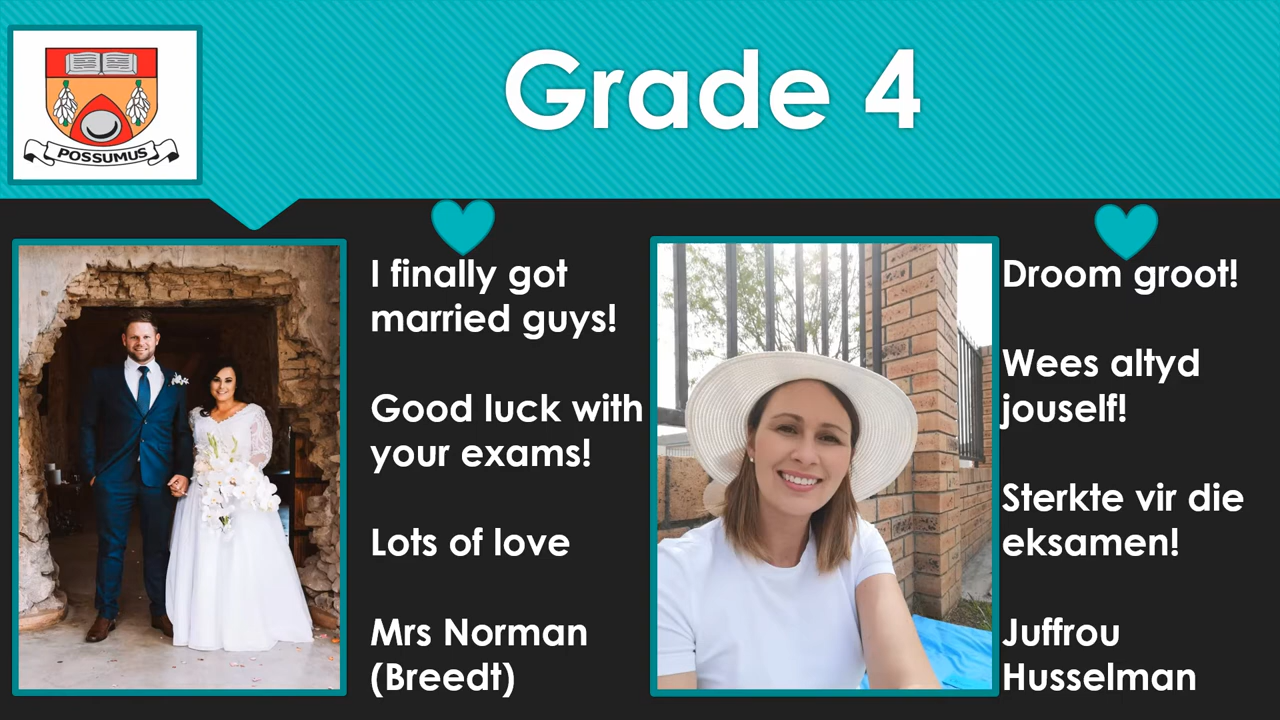 POSSUMUS
Grade 4
I finally got
married guys!
Good luck with
your exams!
Lots of love
Mrs Norman
(Breedt)
Droom groot!
Wees altyd
jouself!
Sterkte vir die
eksamen!
Juffrou
Husselman